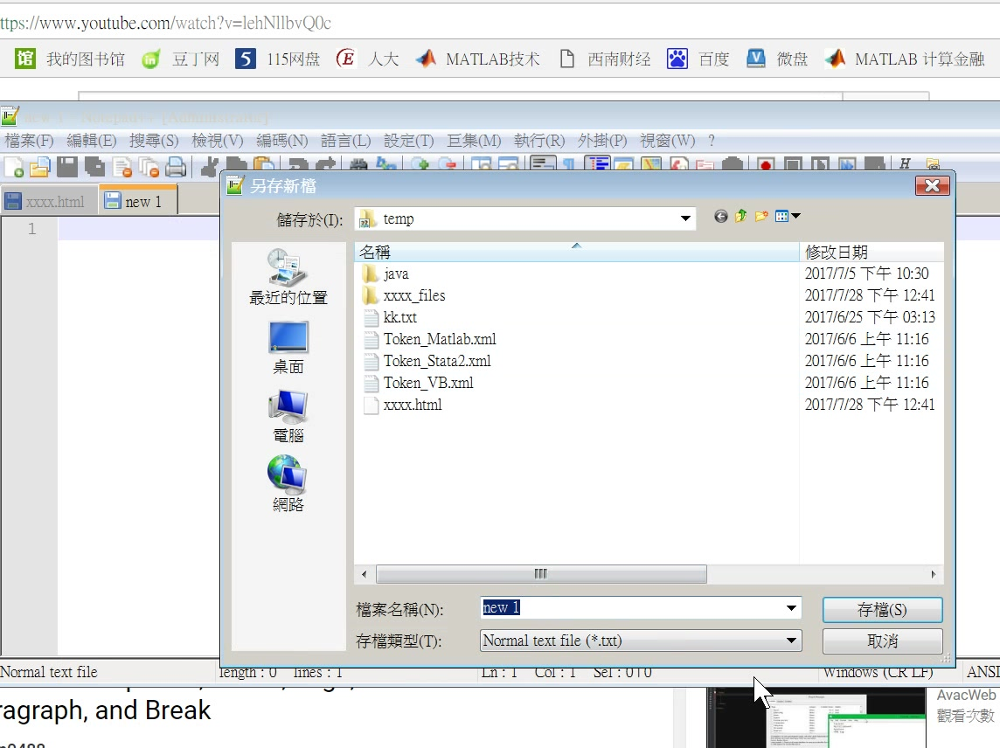 ttps://www.youtube.com/watch?v=lehNllbvQ0c
馆 我的图书馆 in 豆丁网 5 115网盘 E 人大 MATLAB技术 西南财经 百度 V 微盘 MATLAB 计算金融
檔案(F) 編輯(E) 搜尋(S) 檢視(V) 編碼(N) 語言(L) 設定(T) 巨集(M) 執行(R) 外掛(P) 視窗(W) ?
xxxx.html new 1
1
另存新檔
儲存於(I): temp
名稱 修改日期
java 2017/7/5 下午 10:30
xxxx_files 2017/7/28 下午 12:41
kk.txt 2017/6/25 下午 03:13
Token_Matlab.xml 2017/6/6 上午 11:16
Token_Stata2.xml 2017/6/6 上午 11:16
Token_VB.xml 2017/6/6 上午 11:16
xxxx.html 2017/7/28 下午 12:41
最近的位置
桌面
電腦
網路
檔案名稱(N): new 1 存檔(S)
存檔類型(T): Normal text file (*.txt) 取消
Normal text file length : 0 lines : 1 Ln : 1 Col : 1 Sel : 0 | 0 Windows (CR LF) ANSI
ragraph, and Break
AvacWeb
觀看次數